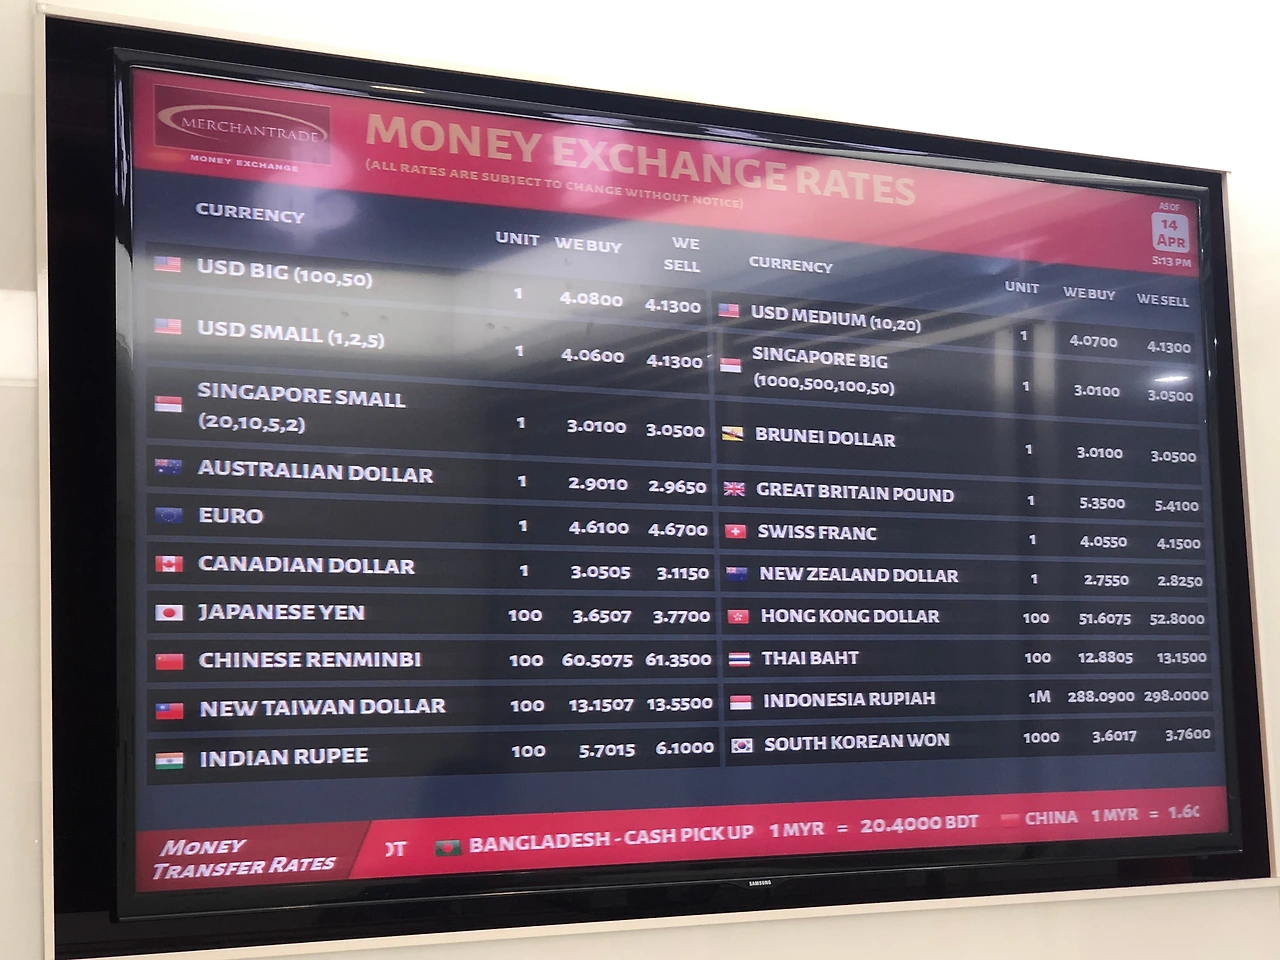 MERCHANTRADE
MONEY EXCHANGE
MONEY EXCHANGE RATES
(ALL RATES ARE SUBJECT TO CHANGE WITHOUT NOTICE)
AS OF
14
APR
5:13 PM
CURRENCY UNIT WE BUY WE SELL
USD BIG (100,50) 1 4.0800 4.1300
USD SMALL (1,2,5) 1 4.0600 4.1300
SINGAPORE SMALL
(20,10,5,2) 1 3.0100 3.0500
AUSTRALIAN DOLLAR 1 2.9010 2.9650
EURO 1 4.6100 4.6700
CANADIAN DOLLAR 1 3.0505 3.1150
JAPANESE YEN 100 3.6507 3.7700
CHINESE RENMINBI 100 60.5075 61.3500
NEW TAIWAN DOLLAR 100 13.1507 13.5500
INDIAN RUPEE 100 5.7015 6.1000
CURRENCY UNIT WE BUY WE SELL
USD MEDIUM (10,20) 1 4.0700 4.1300
SINGAPORE BIG
(1000,500,100,50) 1 3.0100 3.0500
BRUNEI DOLLAR 1 3.0100 3.0500
GREAT BRITAIN POUND 1 5.3500 5.4100
SWISS FRANC 1 4.0550 4.1500
NEW ZEALAND DOLLAR 1 2.7550 2.8250
HONG KONG DOLLAR 100 51.6075 52.8000
THAI BAHT 100 12.8805 13.1500
INDONESIA RUPIAH 1M 288.0900 298.0000
SOUTH KOREAN WON 1000 3.6017 3.7600
MONEY
TRANSFER RATES
BANGLADESH - CASH PICK UP 1 MYR = 20.4000 BDT CHINA 1 MYR =
SAMSUNG